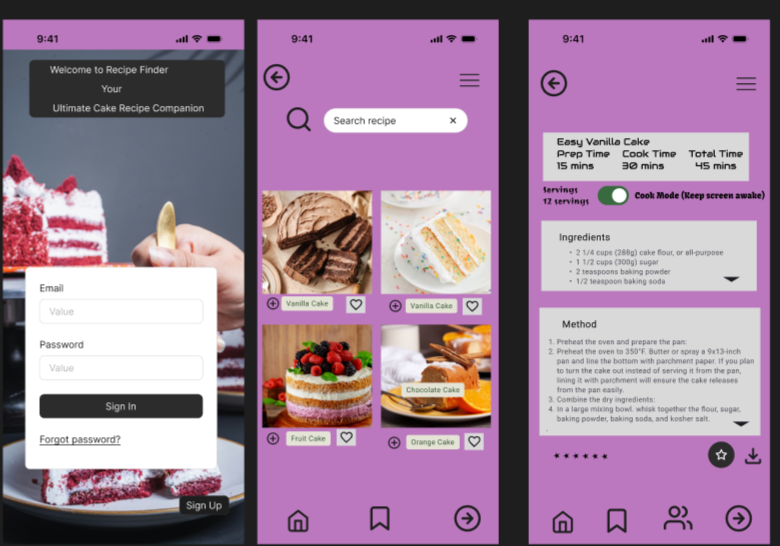 9:41
Welcome to Recipe Finder
Your
Ultimate Cake Recipe Companion
Email
Value
Password
Value
Sign In
Forgot password?
Sign Up
9:41
Search recipe
Vanilla Cake
Vanilla Cake
Chocolate Cake
Fruit Cake
Orange Cake
9:41
Easy Vanilla Cake
Prep Time Cook Time Total Time
15 mins 30 mins 45 mins
Servings
12 servings
Cook Mode (Keep screen awake)
Ingredients
• 2 1/4 cups (286g) cake flour, or all-purpose
• 1 1/2 cups (300g) sugar
• 2 teaspoons baking powder
• 1/2 teaspoon baking soda
Method
1. Preheat the oven and prepare the pan:
2. Preheat the oven to 350°F. Butter or spray a 9x13-inch
pan and line the bottom with parchment paper. If you plan
to turn the cake out instead of serving it from the pan,
lining it with parchment will ensure the cake releases
from the pan easily.
3. Combine the dry ingredients:
4. In a large mixing bowl, whisk together the flour, sugar,
baking powder, baking soda, and kosher salt.